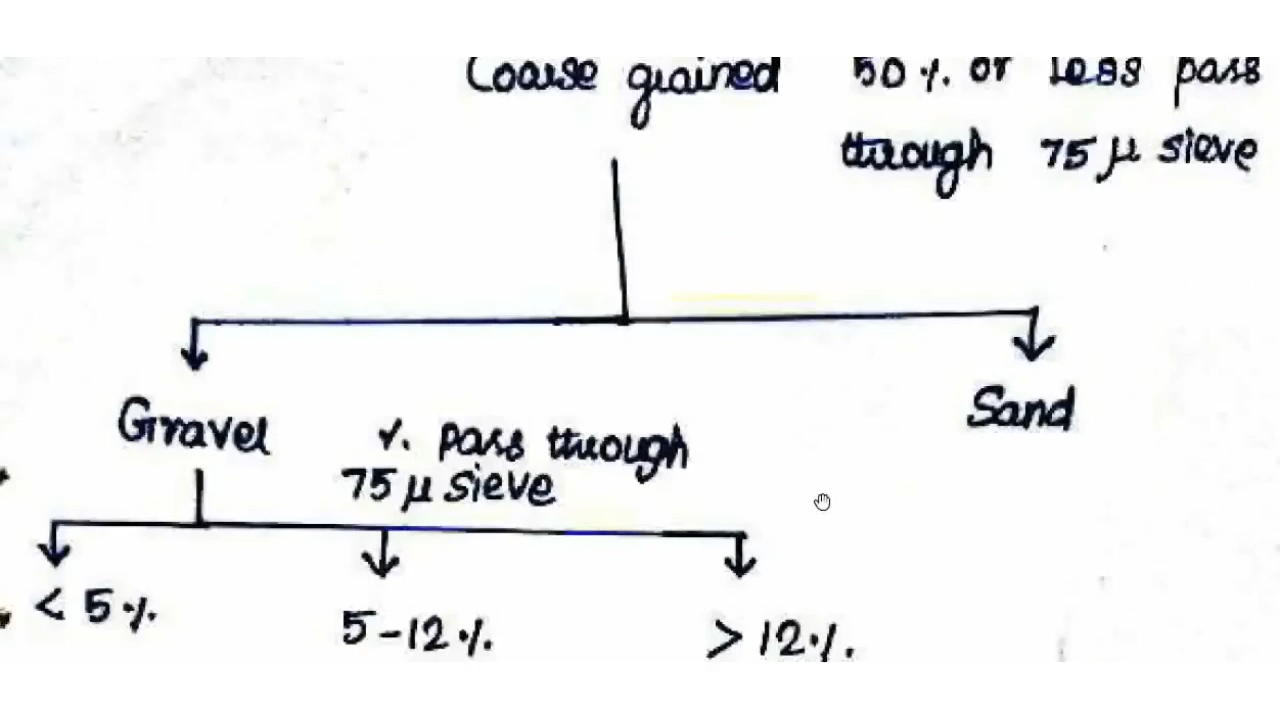 Coarse grained 50 % or less pass
through 75 μ sieve
Gravel
Sand
% pass through
75 μ sieve
< 5 %
5-12 %
> 12 %